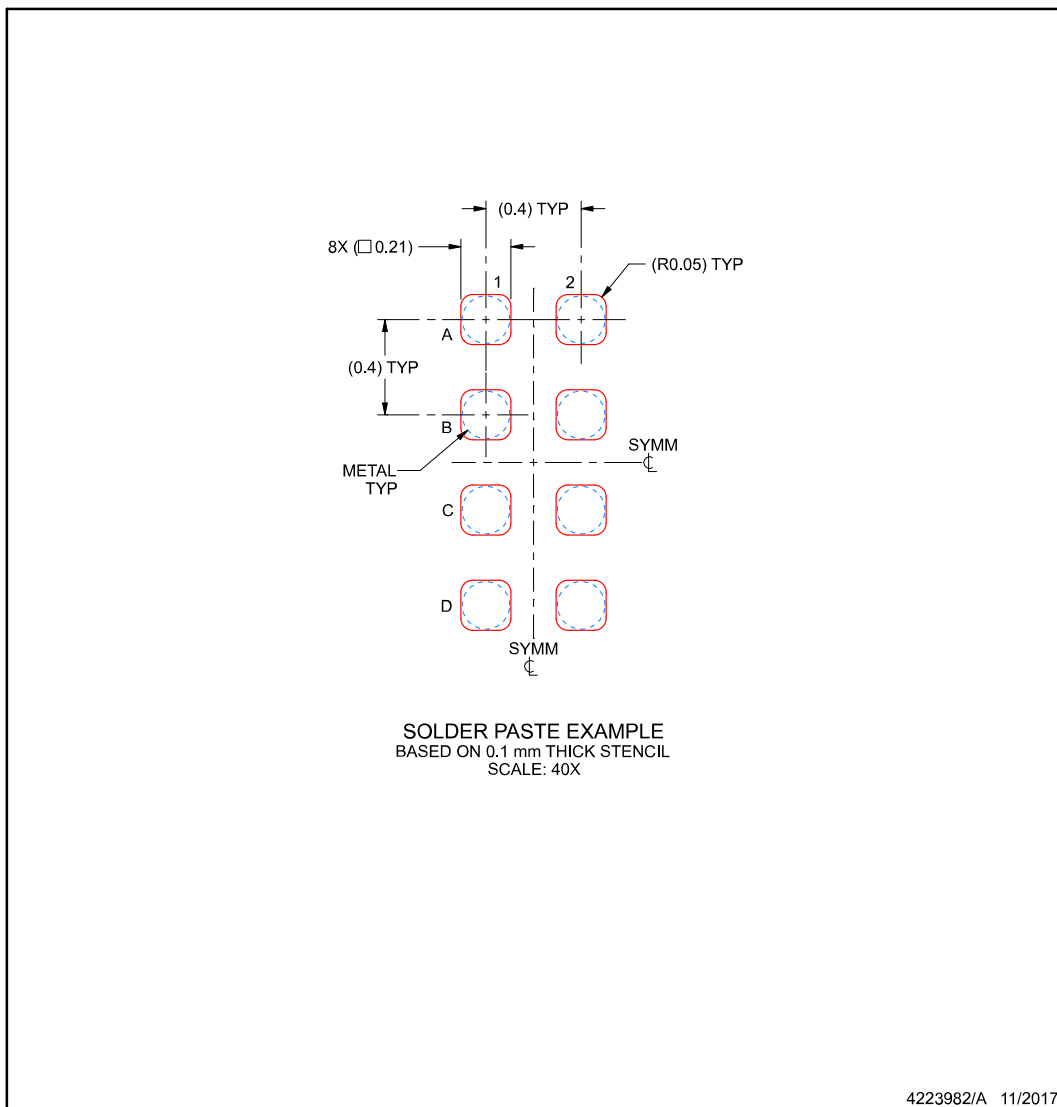 (0.4) TYP
8X (□ 0.21)
(R0.05) TYP
1
2
A
(0.4) TYP
B
SYMM
℄
METAL
TYP
C
D
SYMM
℄
SOLDER PASTE EXAMPLE
BASED ON 0.1 mm THICK STENCIL
SCALE: 40X
4223982/A 11/2017